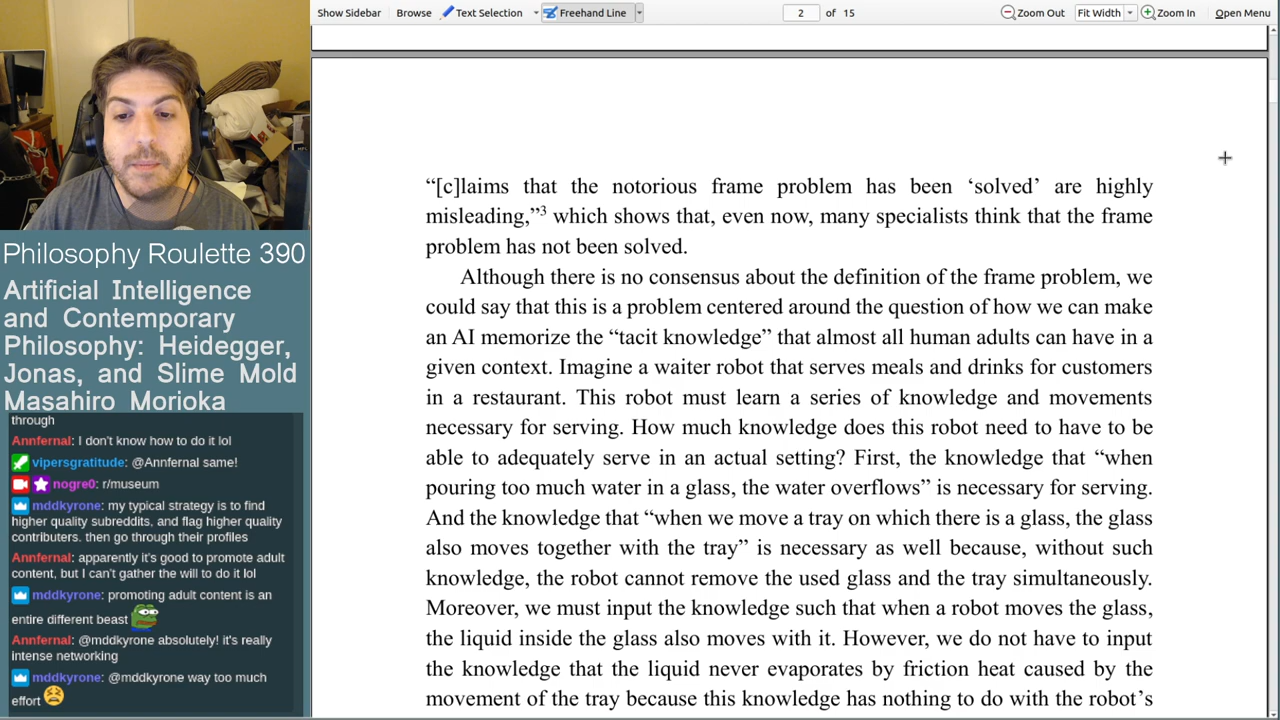 Show Sidebar Browse Text Selection Freehand Line 2 of 15 Zoom Out Fit Width Zoom In Open Menu
“[c]laims that the notorious frame problem has been ‘solved’ are highly
misleading,”3 which shows that, even now, many specialists think that the frame
problem has not been solved.
Although there is no consensus about the definition of the frame problem, we
could say that this is a problem centered around the question of how we can make
an AI memorize the “tacit knowledge” that almost all human adults can have in a
given context. Imagine a waiter robot that serves meals and drinks for customers
in a restaurant. This robot must learn a series of knowledge and movements
necessary for serving. How much knowledge does this robot need to have to be
able to adequately serve in an actual setting? First, the knowledge that “when
pouring too much water in a glass, the water overflows” is necessary for serving.
And the knowledge that “when we move a tray on which there is a glass, the glass
also moves together with the tray” is necessary as well because, without such
knowledge, the robot cannot remove the used glass and the tray simultaneously.
Moreover, we must input the knowledge such that when a robot moves the glass,
the liquid inside the glass also moves with it. However, we do not have to input
the knowledge that the liquid never evaporates by friction heat caused by the
movement of the tray because this knowledge has nothing to do with the robot’s
Philosophy Roulette 390
Artificial Intelligence
and Contemporary
Philosophy: Heidegger,
Jonas, and Slime Mold
Masahiro Morioka
through
Annfernal: I don't know how to do it lol
vipersgratitude: @Annfernal same!
nogre0: r/museum
mddkyrone: my typical strategy is to find
higher quality subreddits, and flag higher quality
contributers. then go through their profiles
Annfernal: apparently it's good to promote adult
content, but I can't gather the will to do it lol
mddkyrone: promoting adult content is an
entire different beast
Annfernal: @mddkyrone absolutely! it's really
intense networking
mddkyrone: @mddkyrone way too much
effort